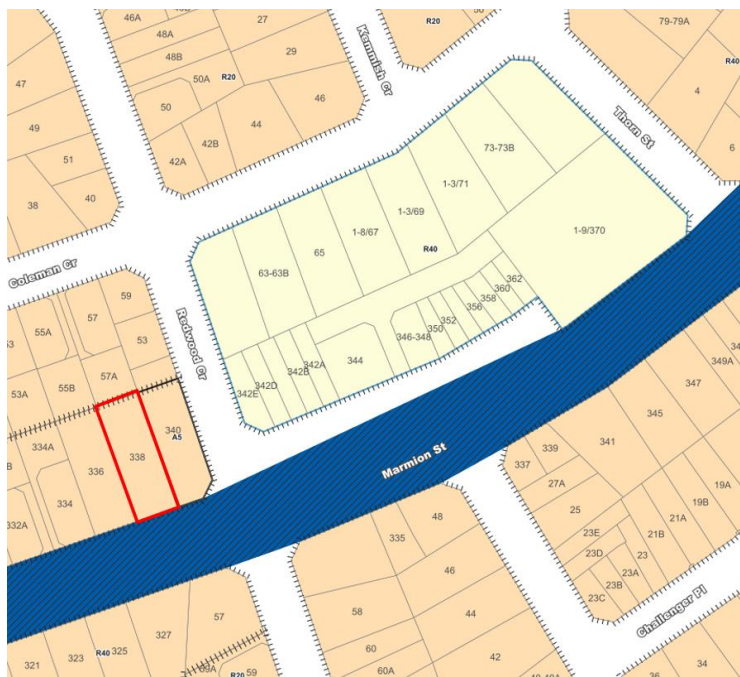 46A
48A
48B
50A
50
R20
27
29
44
46
42B
42A
Kemmish Cr
R20
79-79A
R40
4
6
Thorn St
47
49
51
38
40
Coleman Cr
73-73B
1-3/71
1-3/69
1-8/67
65
63-63B
R40
1-9/370
362
360
358
356
352
350
346-348
344
342A
342B
342D
342E
Redwood Cr
59
57
55A
53
53
57A
55B
53A
340
A5
338
336
334A
334
332A
Marmion St
349A
347
345
341
339
337
27A
25
23E
23D
23B
23C
23A
23
21B
21A
19B
19A
Challenger Pl
48
335
46
44
42
58
60
60A
57
327
R40
325
323
321
R20
59
36
34